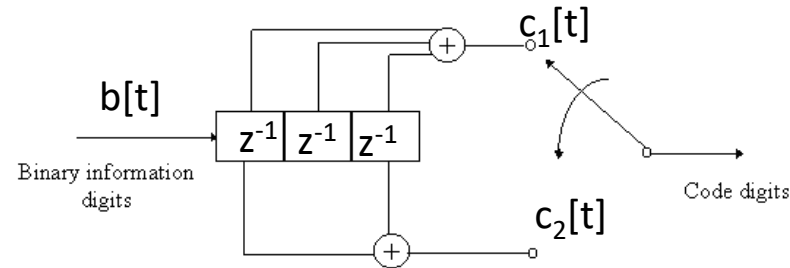 c₁[t]
+
b[t]
z⁻¹ z⁻¹ z⁻¹
Binary information
digits
Code digits
c₂[t]
+